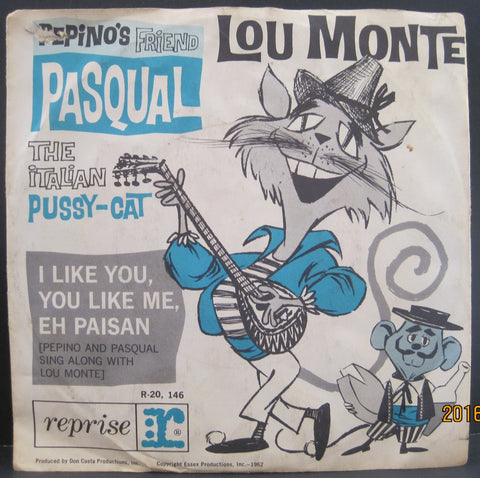 PEPINO'S FRIEND
PASQUAL
THE
ITALIAN
PUSSY-CAT
LOU MONTE
I LIKE YOU,
YOU LIKE ME,
EH PAISAN
[PEPINO AND PASQUAL
SING ALONG WITH
LOU MONTE]
R-20, 146
reprise r:
Produced by Don Costa Productions, Inc. Copyright Essex Productions, Inc.—1962
2016